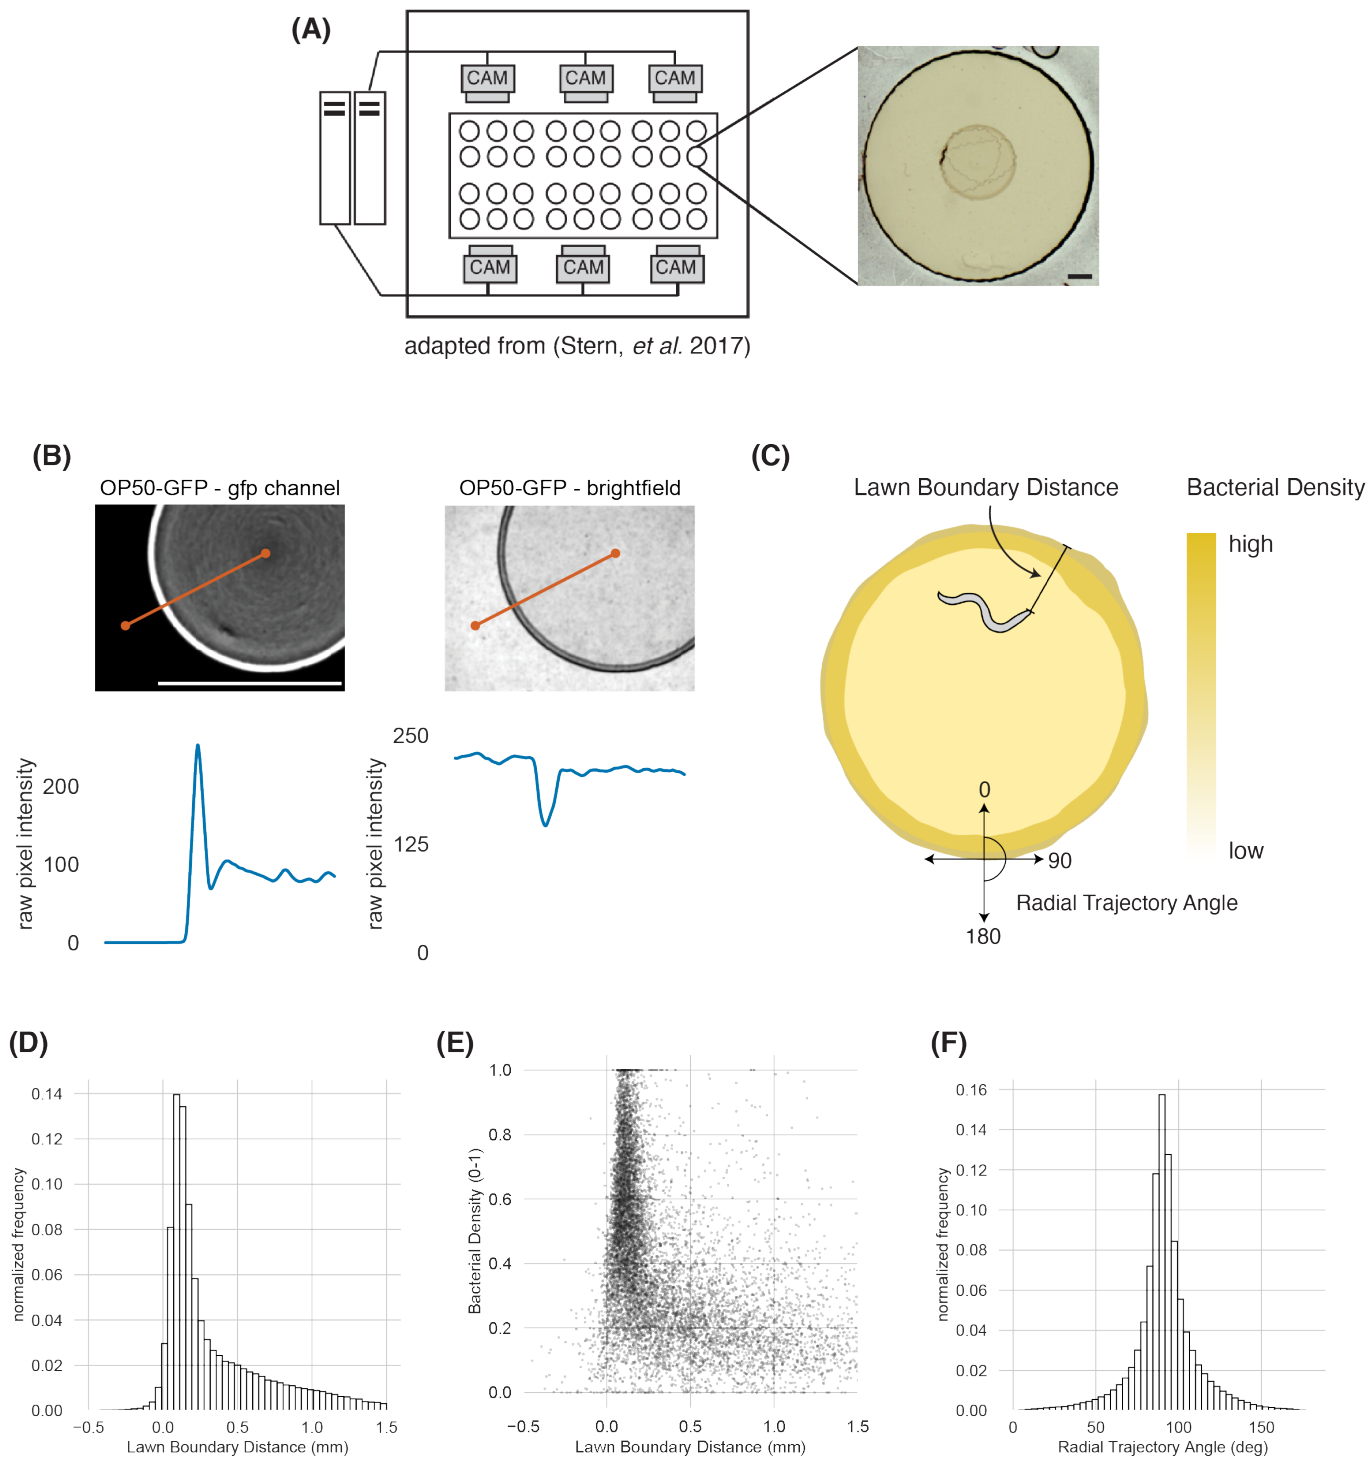 (A)
CAM CAM CAM
CAM CAM CAM
adapted from (Stern, et al. 2017)
(B)
OP50-GFP - gfp channel
OP50-GFP - brightfield
raw pixel intensity
200
100
0
raw pixel intensity
250
125
0
(C)
Lawn Boundary Distance
Bacterial Density
high
low
0
90
Radial Trajectory Angle
180
(D)
normalized frequency
0.14
0.12
0.10
0.08
0.06
0.04
0.02
0.00
−0.5 0.0 0.5 1.0 1.5
Lawn Boundary Distance (mm)
(E)
Bacterial Density (0-1)
1.0
0.8
0.6
0.4
0.2
0.0
−0.5 0.0 0.5 1.0 1.5
Lawn Boundary Distance (mm)
(F)
normalized frequency
0.16
0.14
0.12
0.10
0.08
0.06
0.04
0.02
0.00
0 50 100 150
Radial Trajectory Angle (deg)